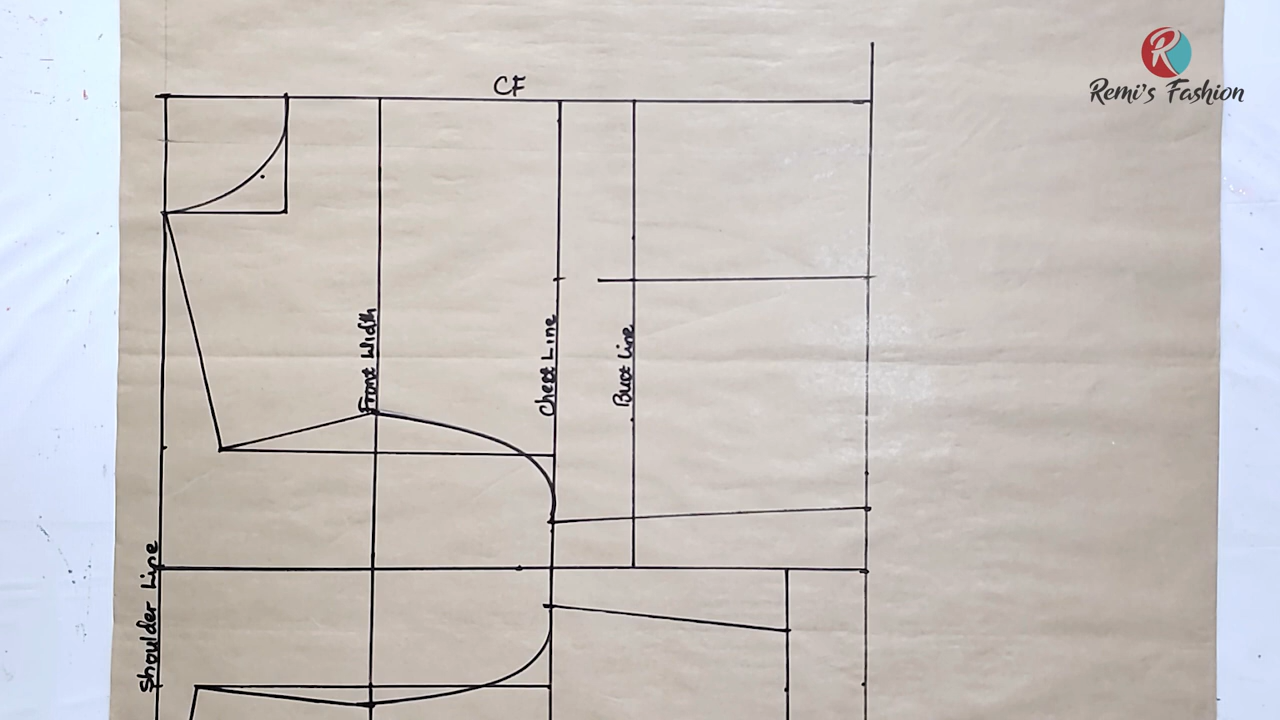 CF
Remi's Fashion
Front Width
Chest Line
Bust Line
Shoulder Line